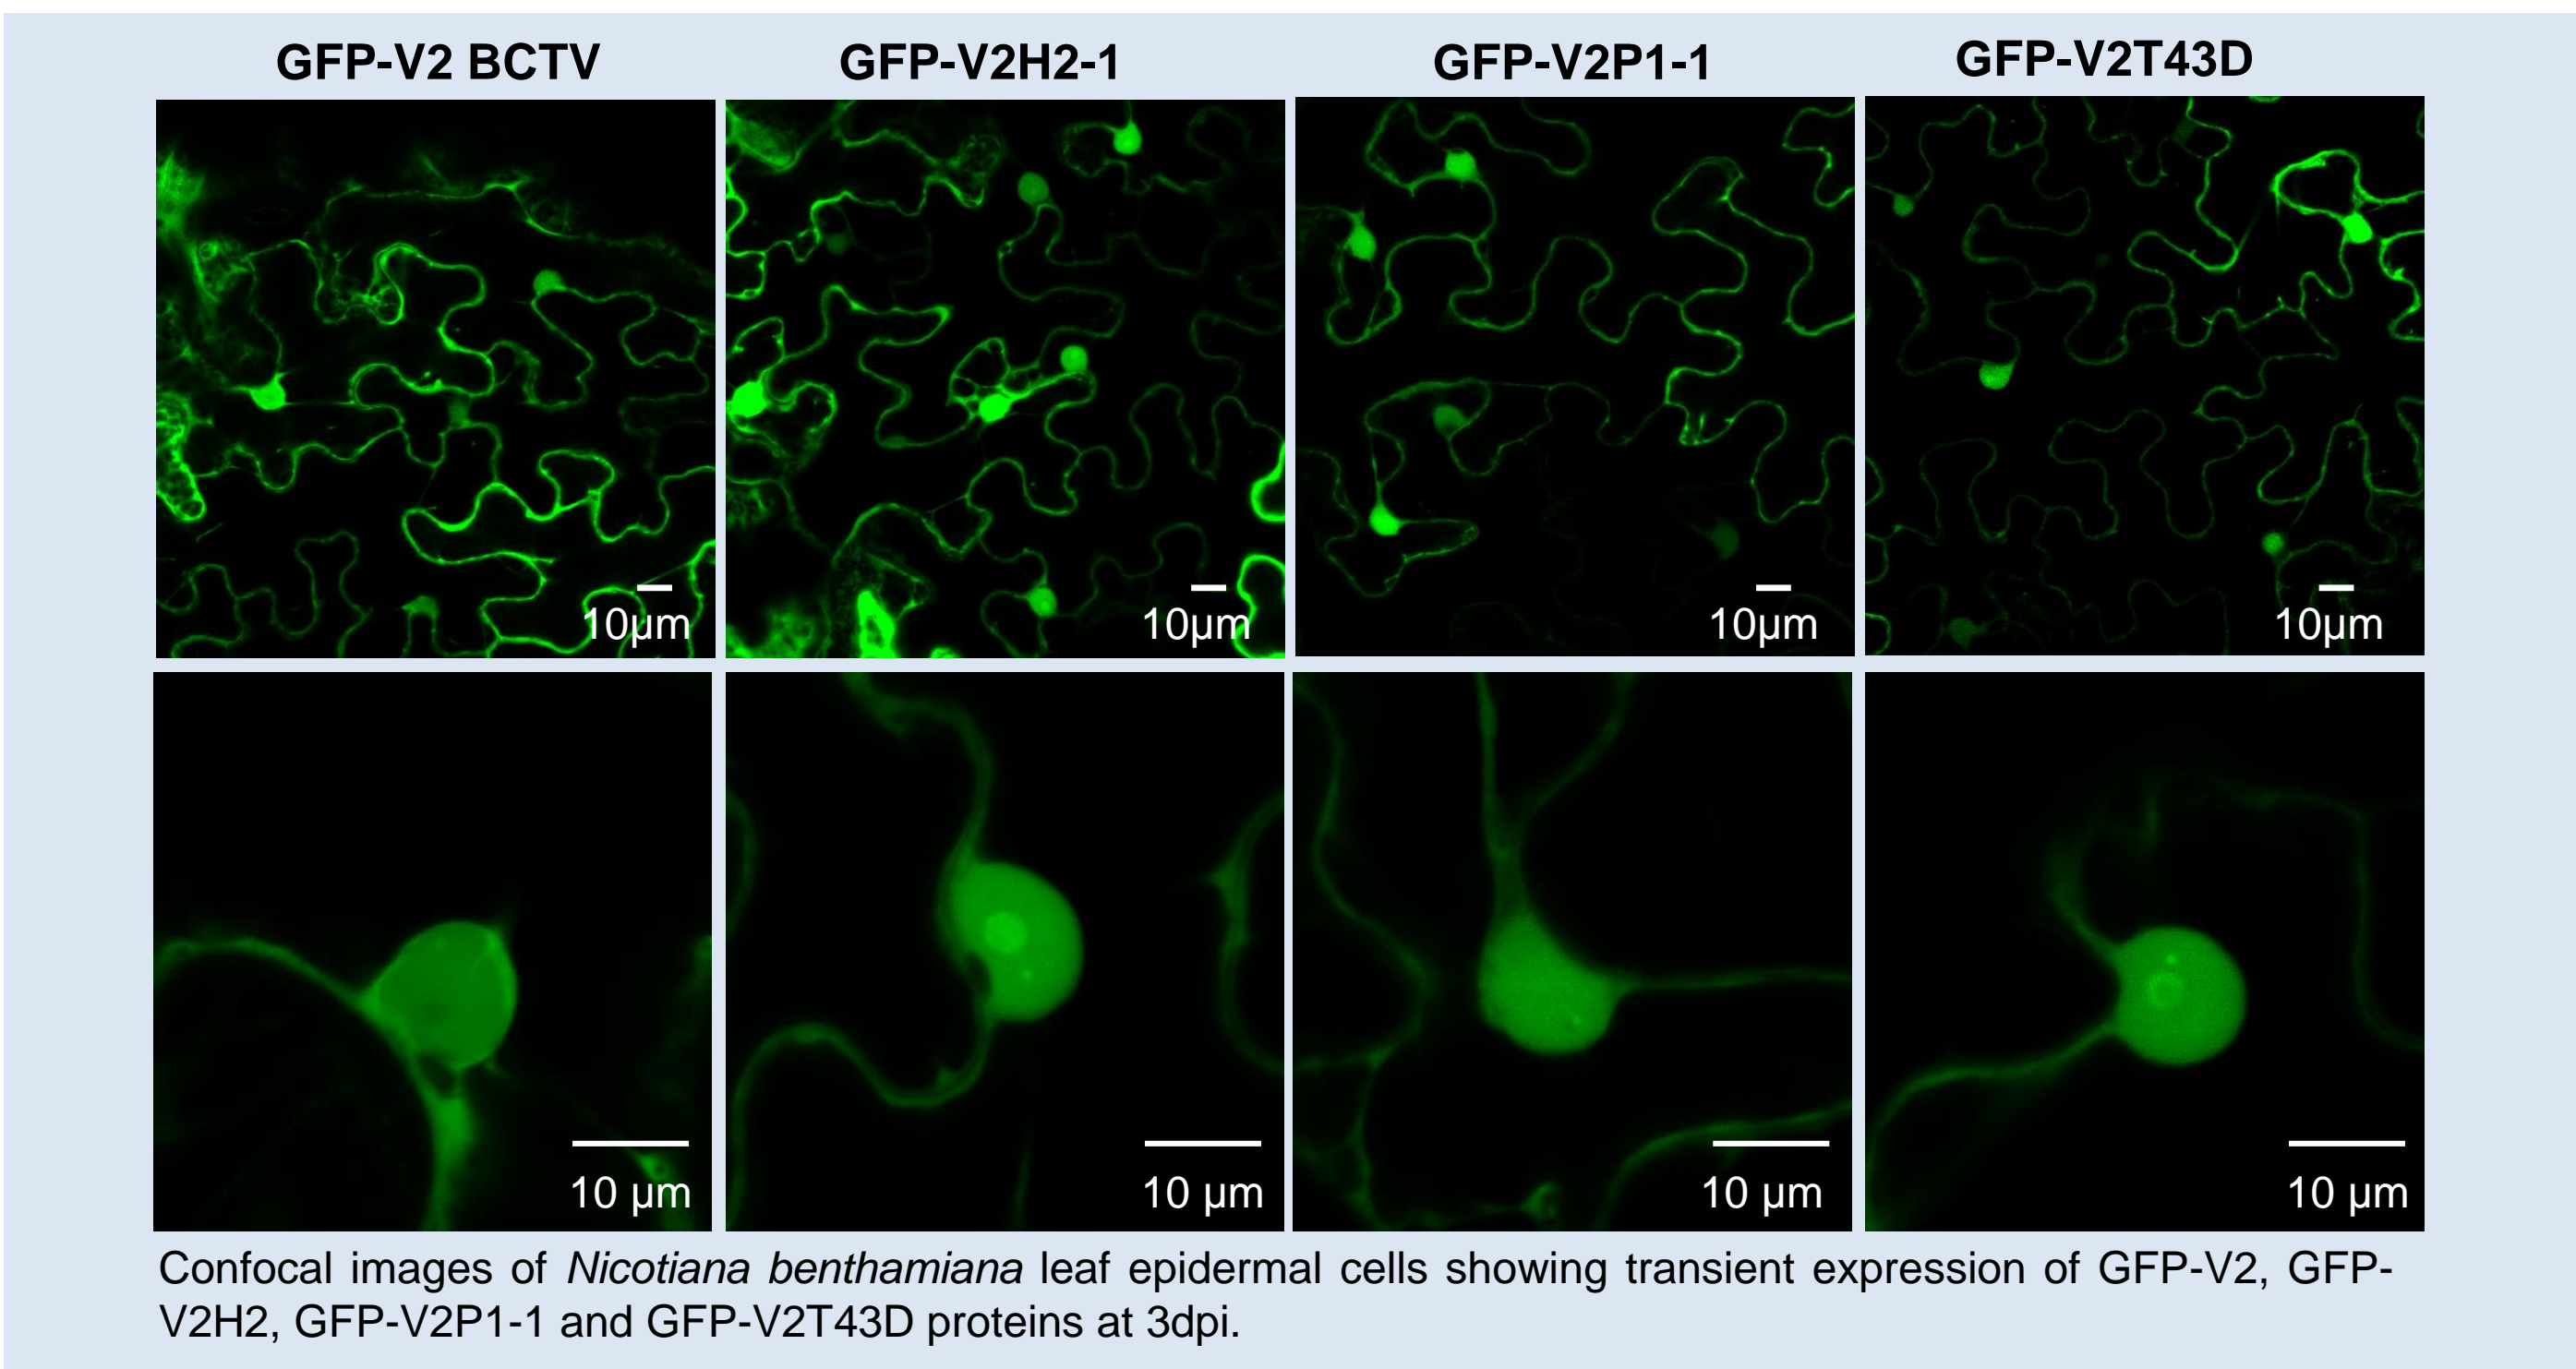 GFP-V2 BCTV GFP-V2H2-1 GFP-V2P1-1 GFP-V2T43D
10µm 10µm 10µm 10µm
10 µm 10 µm 10 µm 10 µm
Confocal images of Nicotiana benthamiana leaf epidermal cells showing transient expression of GFP-V2, GFP-
V2H2, GFP-V2P1-1 and GFP-V2T43D proteins at 3dpi.